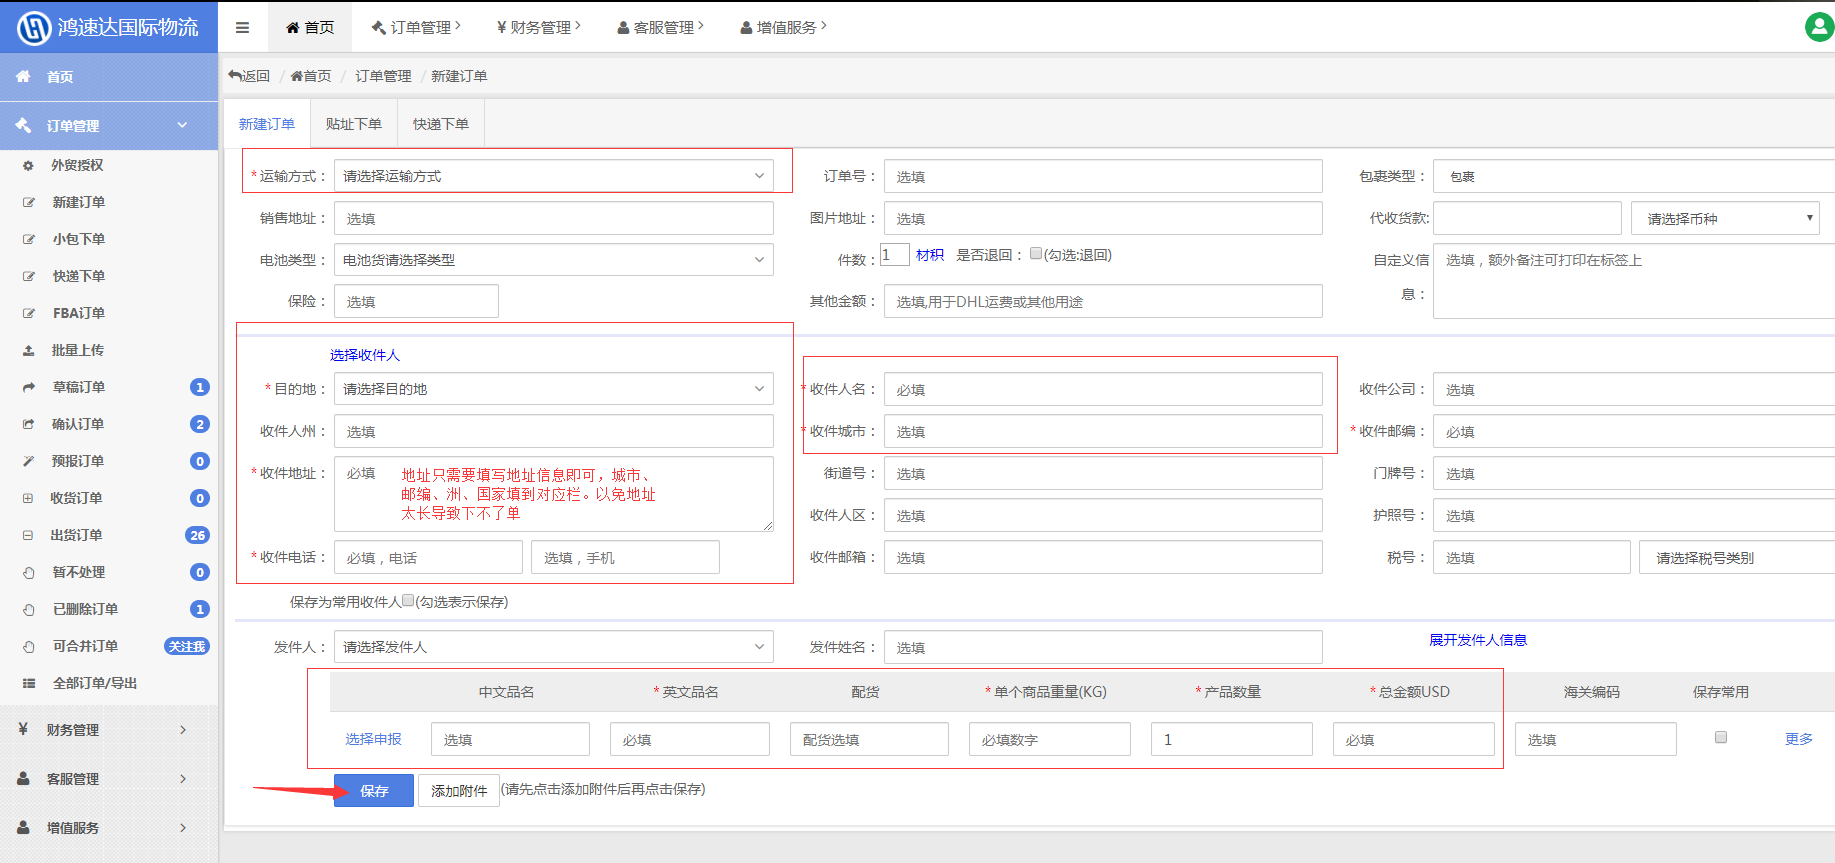 鸿速达国际物流
首页
订单管理
¥ 财务管理
客服管理
增值服务
首页
订单管理
外贸授权
新建订单
小包下单
快递下单
FBA订单
批量上传
草稿订单 1
确认订单 2
预报订单 0
收货订单 0
出货订单 26
暂不处理 0
已删除订单 1
可合并订单 关注我
全部订单/导出
¥ 财务管理
客服管理
增值服务
返回 / 首页 / 订单管理 / 新建订单
新建订单 贴址下单 快递下单
*运输方式： 请选择运输方式 订单号： 选填 包裹类型： 包裹
销售地址： 选填 图片地址： 选填 代收货款: 请选择币种
电池类型： 电池货请选择类型 件数： 1 材积 是否退回： (勾选:退回) 自定义信息： 选填，额外备注可打印在标签上
保险： 选填 其他金额： 选填,用于DHL运费或其他用途
选择收件人
*目的地： 请选择目的地 *收件人名： 必填 收件公司： 选填
收件人州： 选填 *收件城市： 选填 *收件邮编： 必填
*收件地址： 必填 街道号： 选填 门牌号： 选填
地址只需要填写地址信息即可，城市、
邮编、洲、国家填到对应栏。以免地址
太长导致下不了单
收件人区： 选填 护照号： 选填
*收件电话： 必填，电话 选填，手机 收件邮箱： 选填 税号： 选填 请选择税号类别
保存为常用收件人 (勾选表示保存)
发件人： 请选择发件人 发件姓名： 选填 展开发件人信息
中文品名 *英文品名 配货 *单个商品重量(KG) *产品数量 *总金额USD 海关编码 保存常用
选择申报 选填 必填 配货选填 必填数字 1 必填 选填 更多
保存 添加附件 (请先点击添加附件后再点击保存)